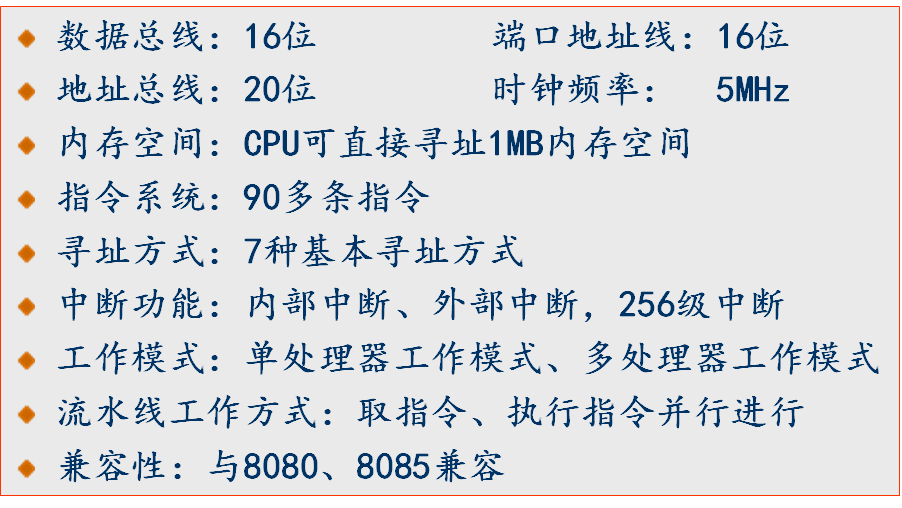 数据总线：16位 端口地址线：16位
地址总线：20位 时钟频率： 5MHz
内存空间：CPU可直接寻址1MB内存空间
指令系统：90多条指令
寻址方式：7种基本寻址方式
中断功能：内部中断、外部中断，256级中断
工作模式：单处理器工作模式、多处理器工作模式
流水线工作方式：取指令、执行指令并行进行
兼容性：与8080、8085兼容